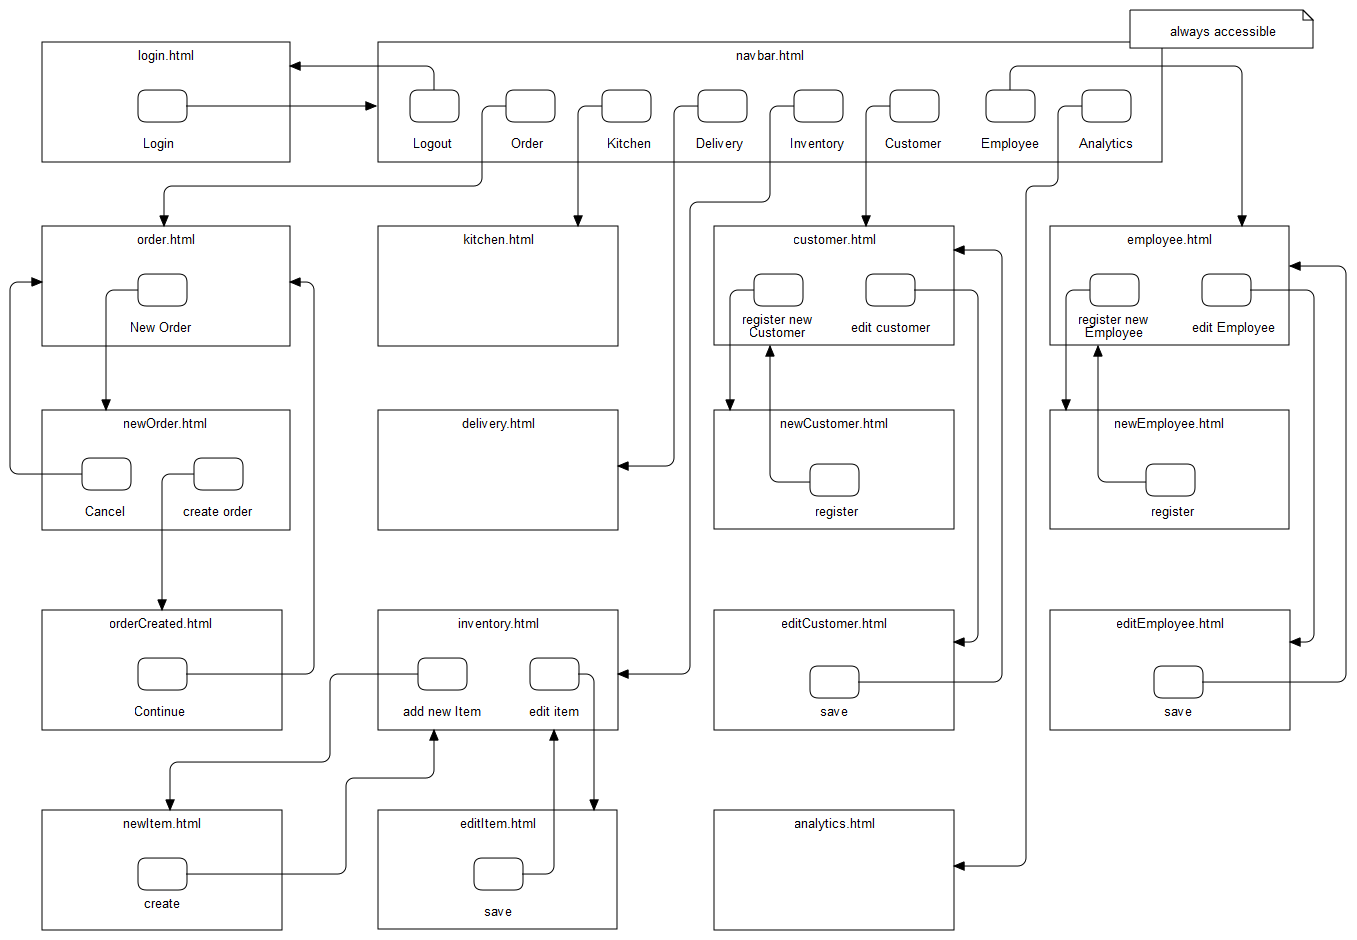 always accessible
login.html
navbar.html
Login
Logout
Order
Kitchen
Delivery
Inventory
Customer
Employee
Analytics
order.html
kitchen.html
customer.html
employee.html
New Order
register new
Customer
edit customer
register new
Employee
edit Employee
newOrder.html
delivery.html
newCustomer.html
newEmployee.html
Cancel
create order
register
register
orderCreated.html
inventory.html
editCustomer.html
editEmployee.html
Continue
add new Item
edit item
save
save
newItem.html
editItem.html
analytics.html
create
save